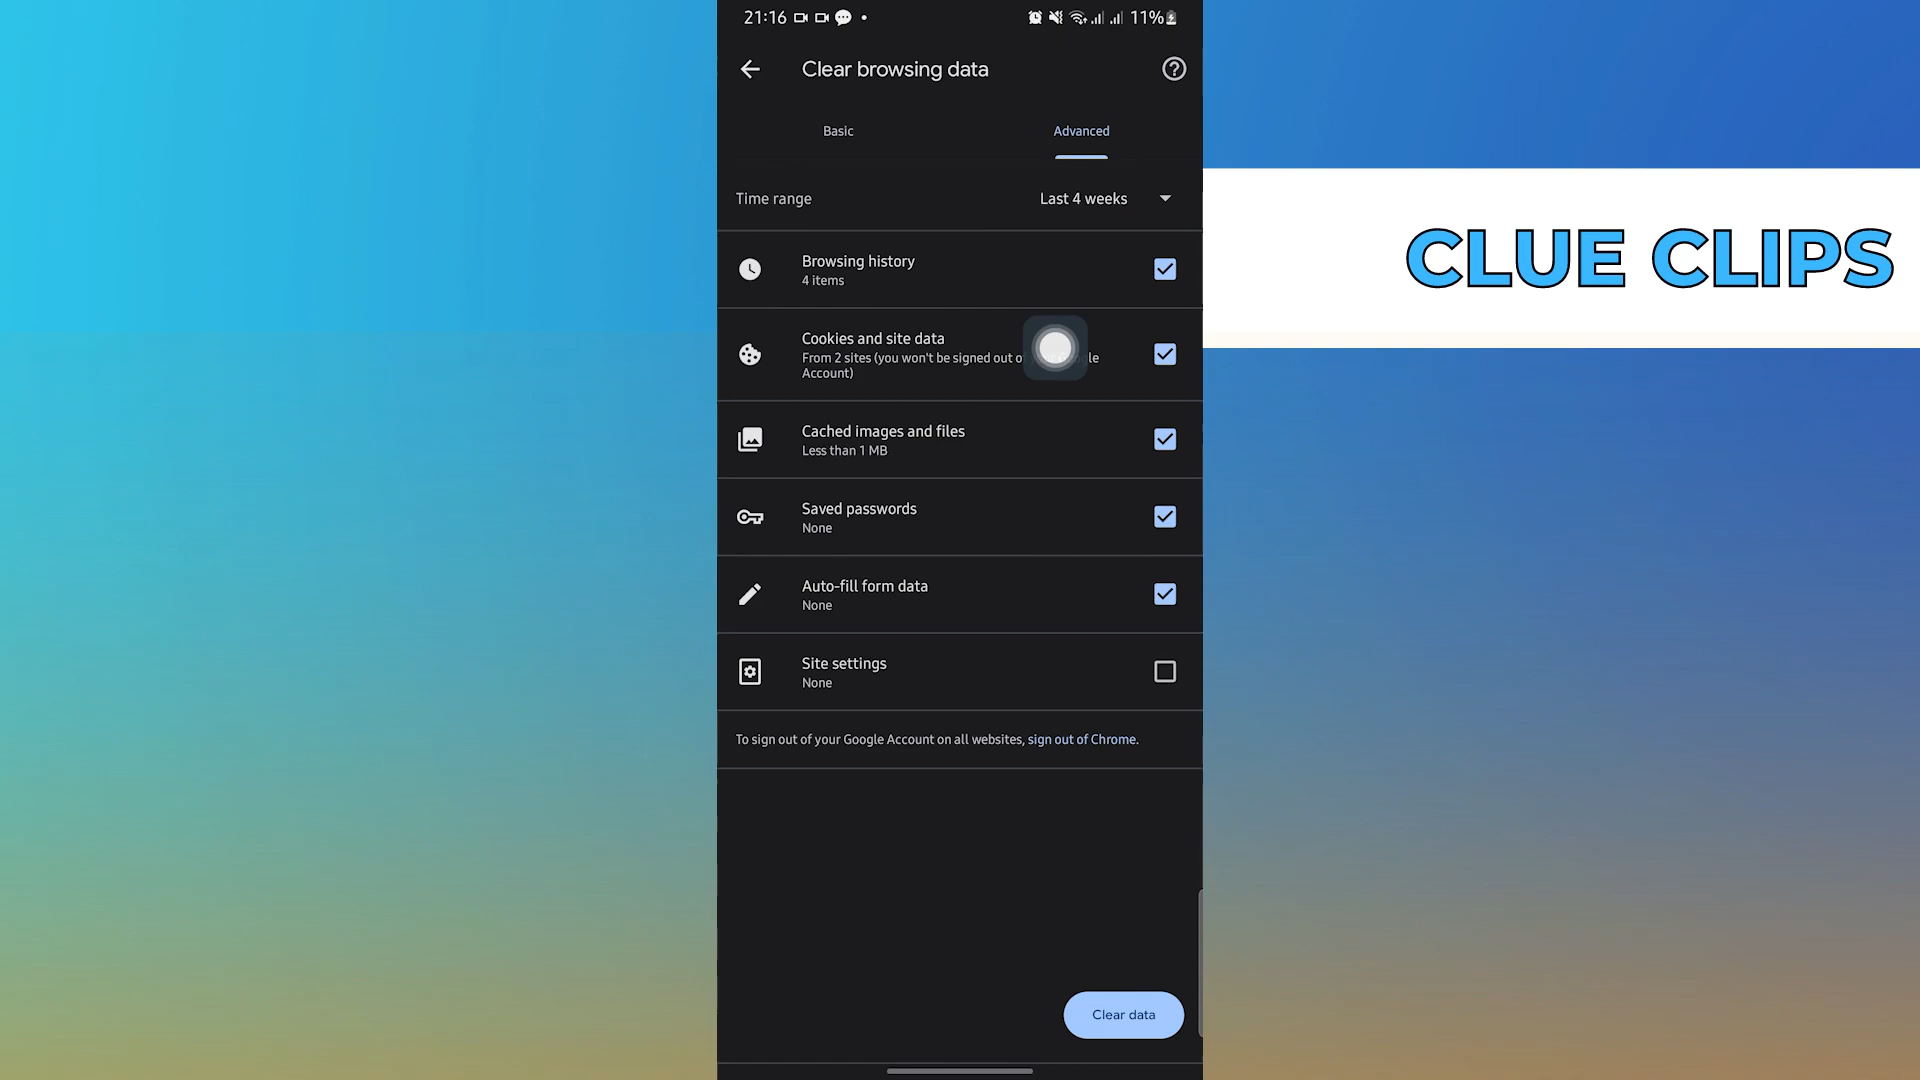 21:16
11%
Clear browsing data
Basic
Advanced
Time range
Last 4 weeks
Browsing history
4 items
CLUE CLIPS
Cookies and site data
From 2 sites (you won't be signed out of Google
Account)
Cached images and files
Less than 1 MB
Saved passwords
None
Auto-fill form data
None
Site settings
None
To sign out of your Google Account on all websites, sign out of Chrome.
Clear data